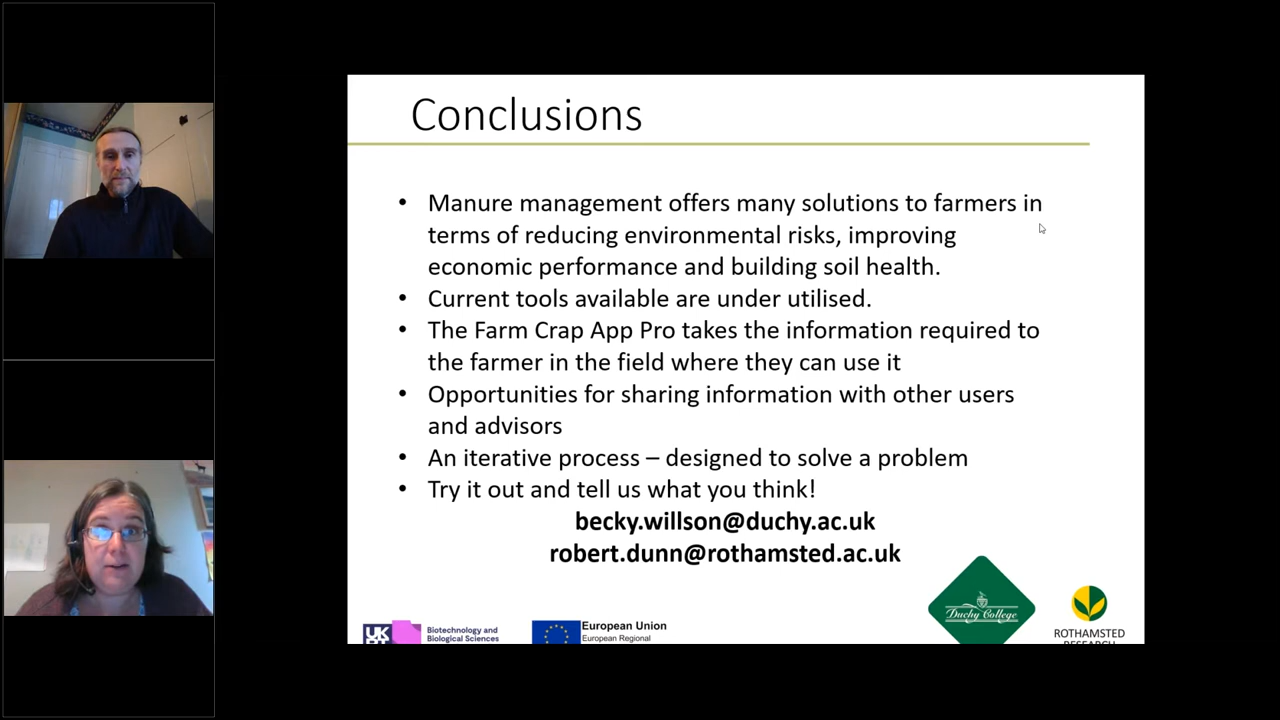 Conclusions
• Manure management offers many solutions to farmers in
terms of reducing environmental risks, improving
economic performance and building soil health.
• Current tools available are under utilised.
• The Farm Crap App Pro takes the information required to
the farmer in the field where they can use it
• Opportunities for sharing information with other users
and advisors
• An iterative process – designed to solve a problem
• Try it out and tell us what you think!
becky.willson@duchy.ac.uk
robert.dunn@rothamsted.ac.uk
Duchy College
ROTHAMSTED
RESEARCH
UK
Biotechnology and
Biological Sciences
European Union
European Regional